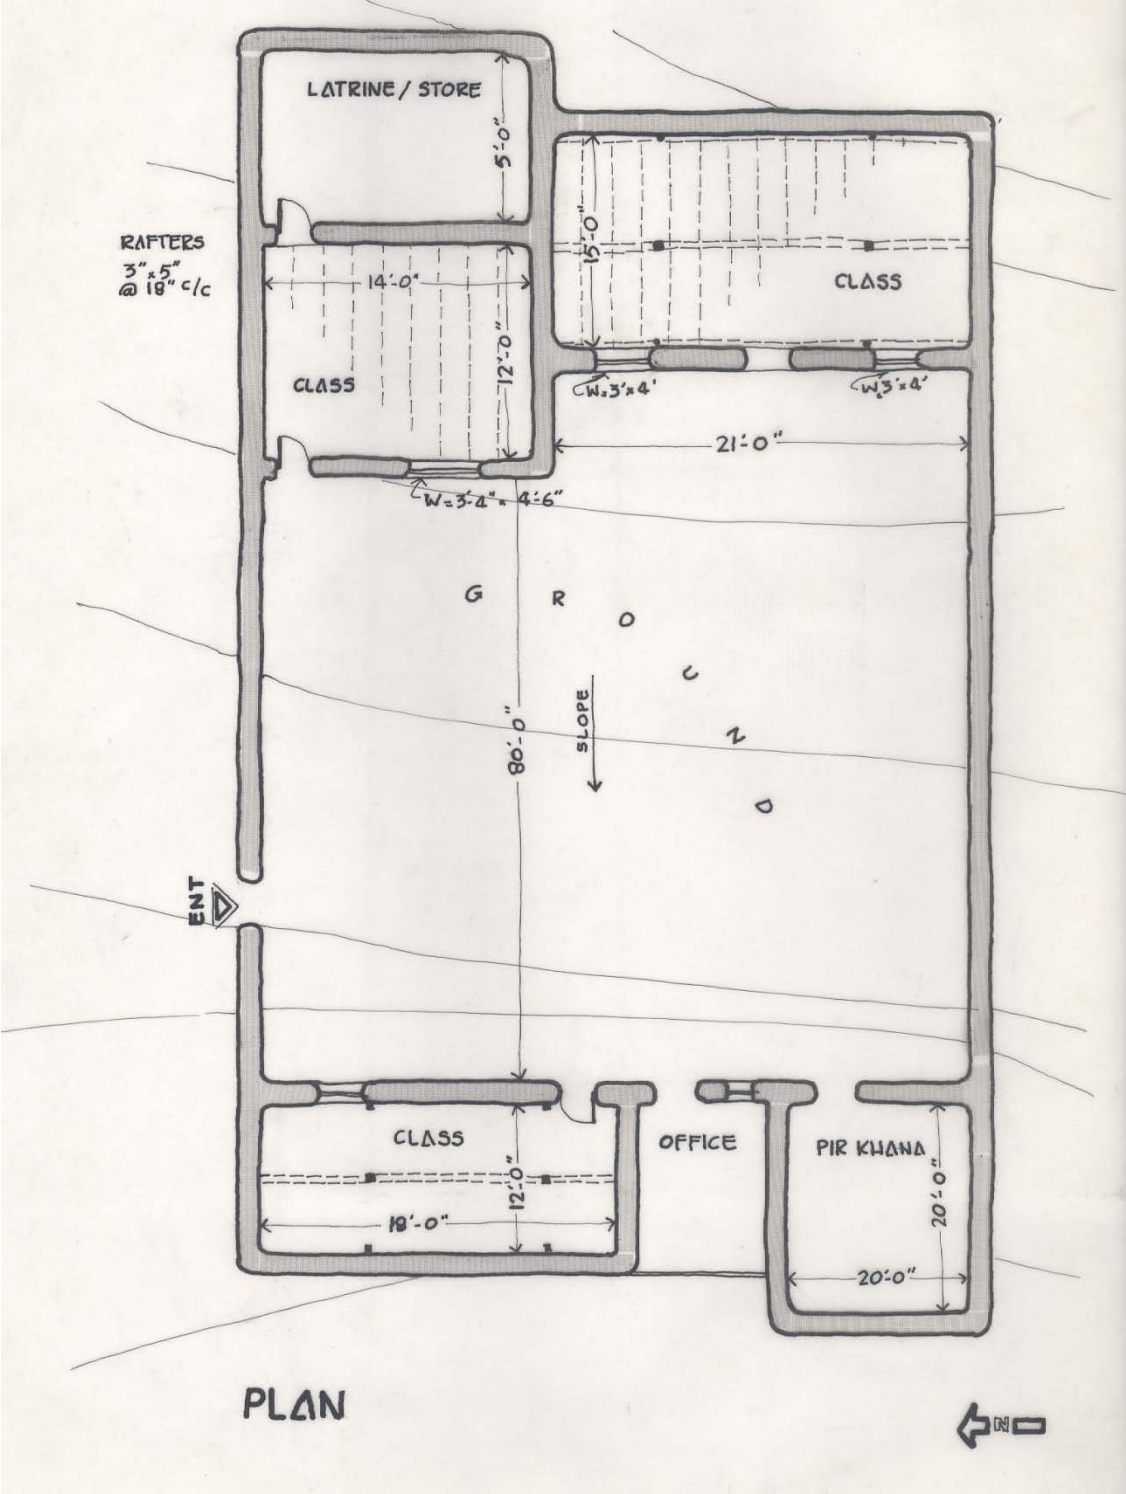 LATRINE / STORE
5'-0"
15'-0"
RAFTERS
3" x 5"
@ 18" c/c
14'-0"
CLASS
12'-0"
CLASS
W=3'x4'
W=3'x4'
21'-0"
W=3'-4" x 4'-6"
G R O U N D
SLOPE
80'-0"
ENT
CLASS
OFFICE
PIR KHANA
12'-0"
18'-0"
20'-0"
20'-0"
PLAN
N